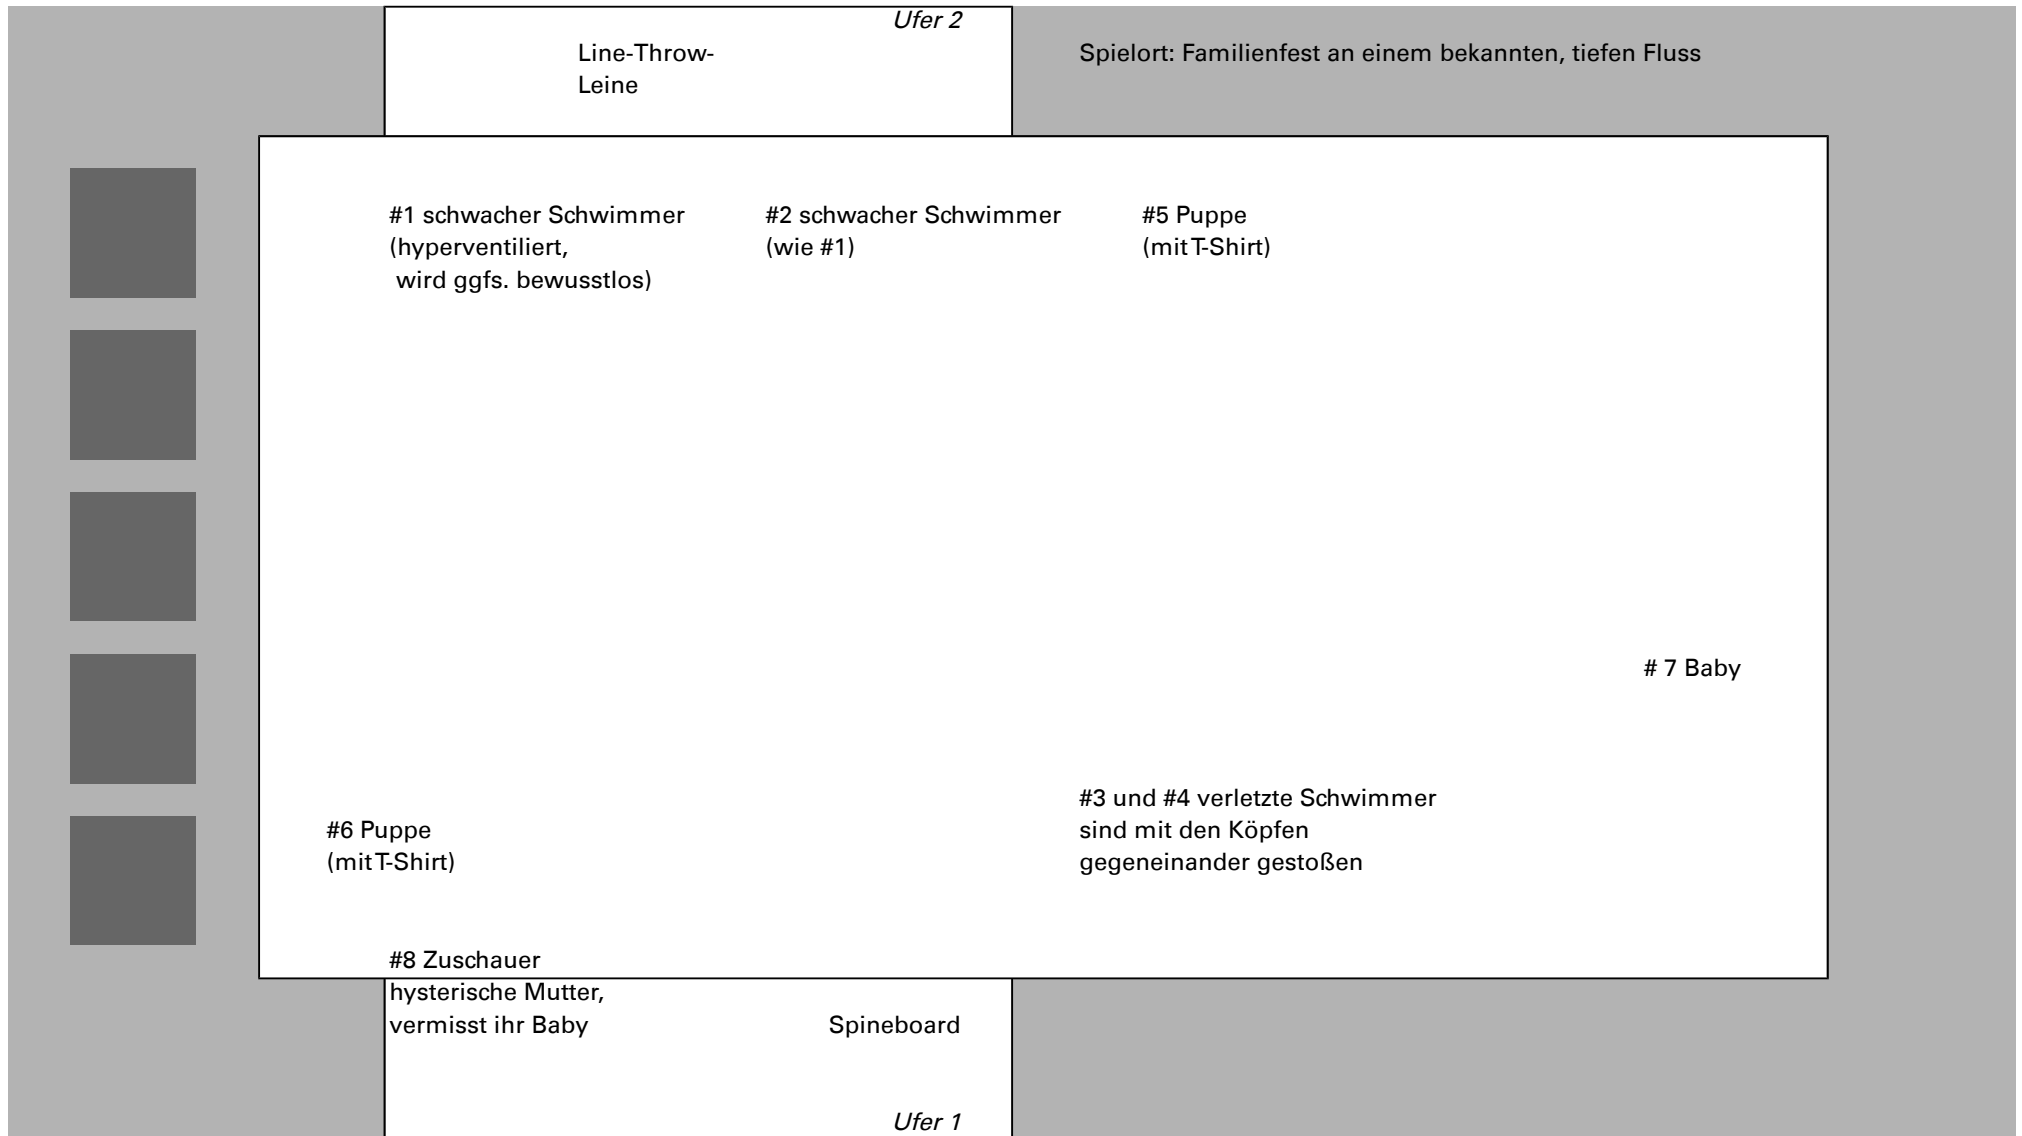 Ufer 2
Line-Throw-
Leine
Spielort: Familienfest an einem bekannten, tiefen Fluss
#1 schwacher Schwimmer
(hyperventiliert,
wird ggfs. bewusstlos)
#2 schwacher Schwimmer
(wie #1)
#5 Puppe
(mit T-Shirt)
# 7 Baby
#3 und #4 verletzte Schwimmer
sind mit den Köpfen
gegeneinander gestoßen
#6 Puppe
(mit T-Shirt)
#8 Zuschauer
hysterische Mutter,
vermisst ihr Baby
Spineboard
Ufer 1